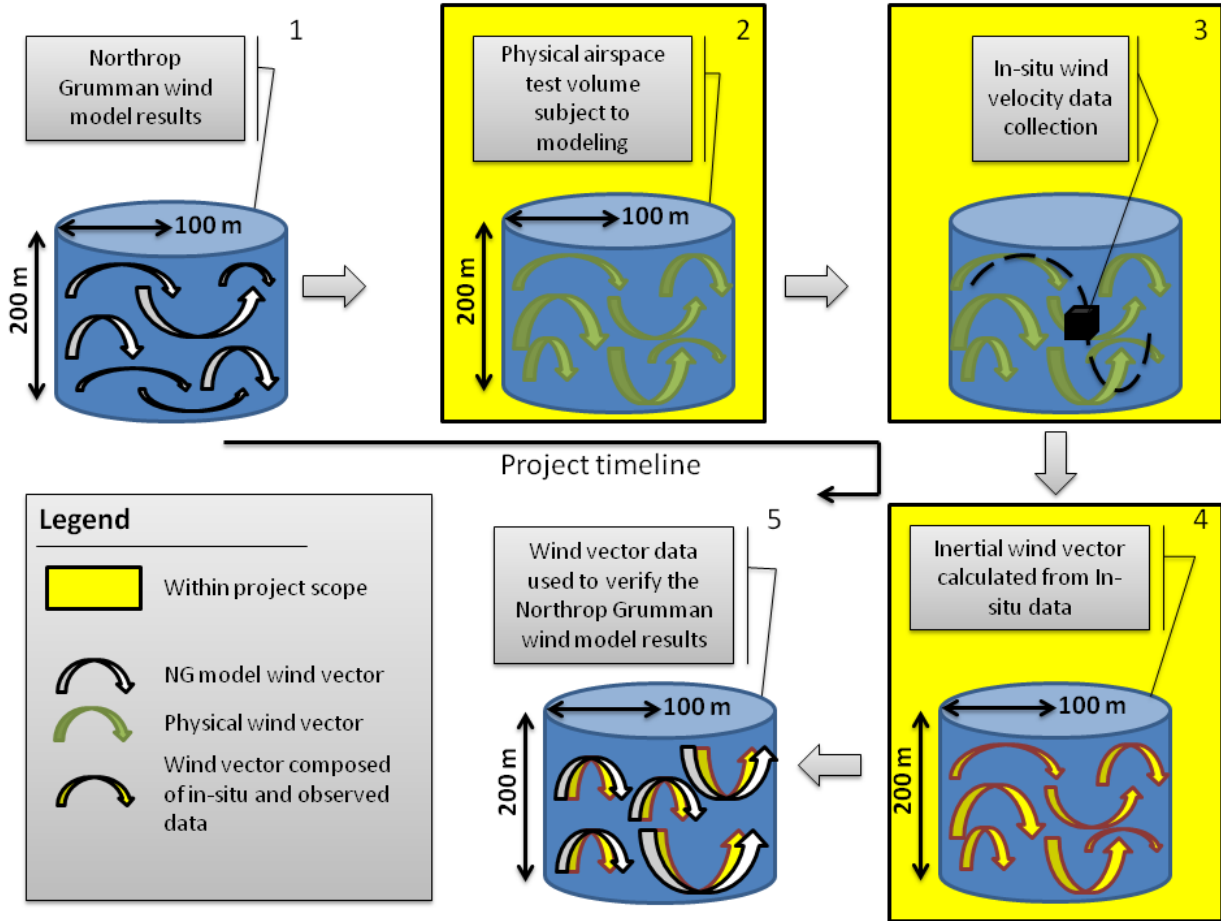 1
Northrop
Grumman wind
model results
100 m
200 m
2
Physical airspace
test volume
subject to
modeling
100 m
200 m
3
In-situ wind
velocity data
collection
Project timeline
4
Inertial wind vector
calculated from In-
situ data
100 m
200 m
5
Wind vector data
used to verify the
Northrop Grumman
wind model results
100 m
200 m
Legend
Within project scope
NG model wind vector
Physical wind vector
Wind vector composed
of in-situ and observed
data